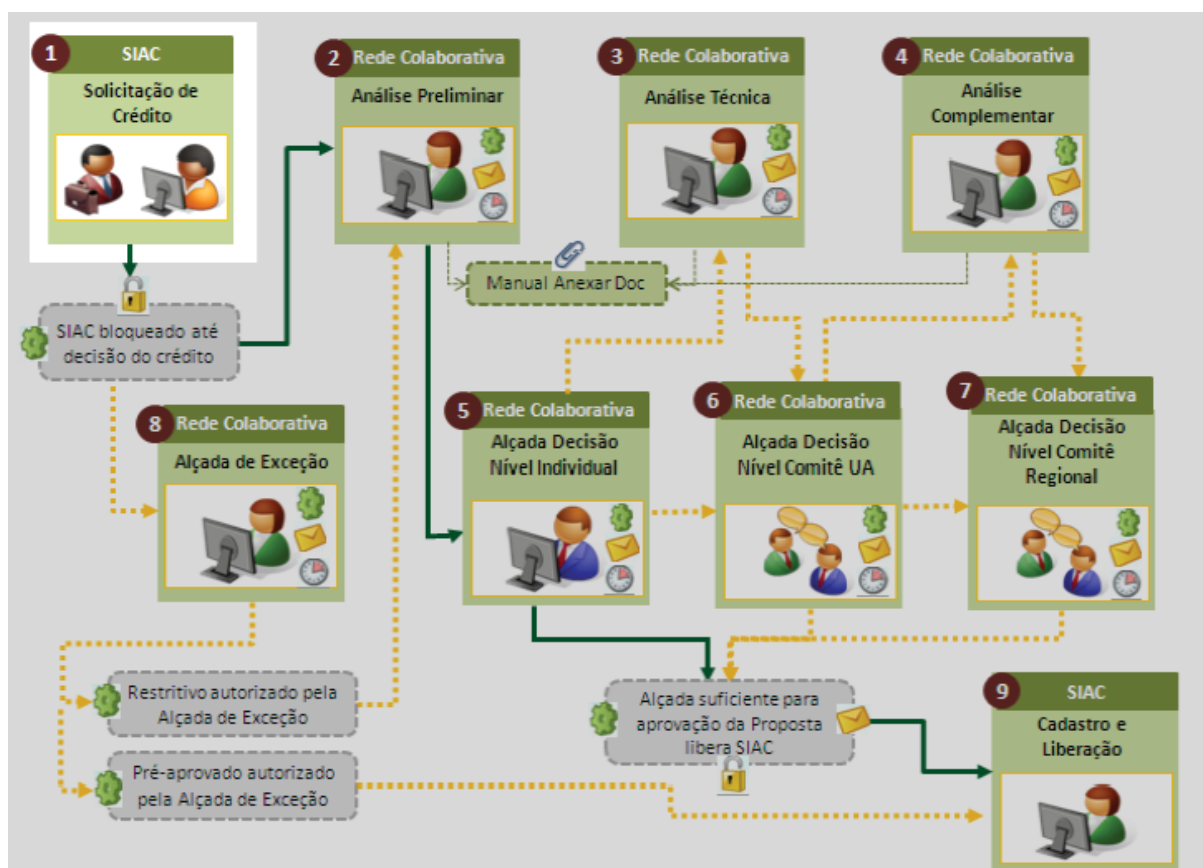 1
SIAC
Solicitação de
Crédito
2
Rede Colaborativa
Análise Preliminar
3
Rede Colaborativa
Análise Técnica
4
Rede Colaborativa
Análise
Complementar
Manual Anexar Doc
SIAC bloqueado até
decisão do crédito
8
Rede Colaborativa
Alçada de Exceção
5
Rede Colaborativa
Alçada Decisão
Nível Individual
6
Rede Colaborativa
Alçada Decisão
Nível Comitê UA
7
Rede Colaborativa
Alçada Decisão
Nível Comitê
Regional
Restritivo autorizado pela
Alçada de Exceção
Pré-aprovado autorizado
pela Alçada de Exceção
Alçada suficiente para
aprovação da Proposta
libera SIAC
9
SIAC
Cadastro e
Liberação